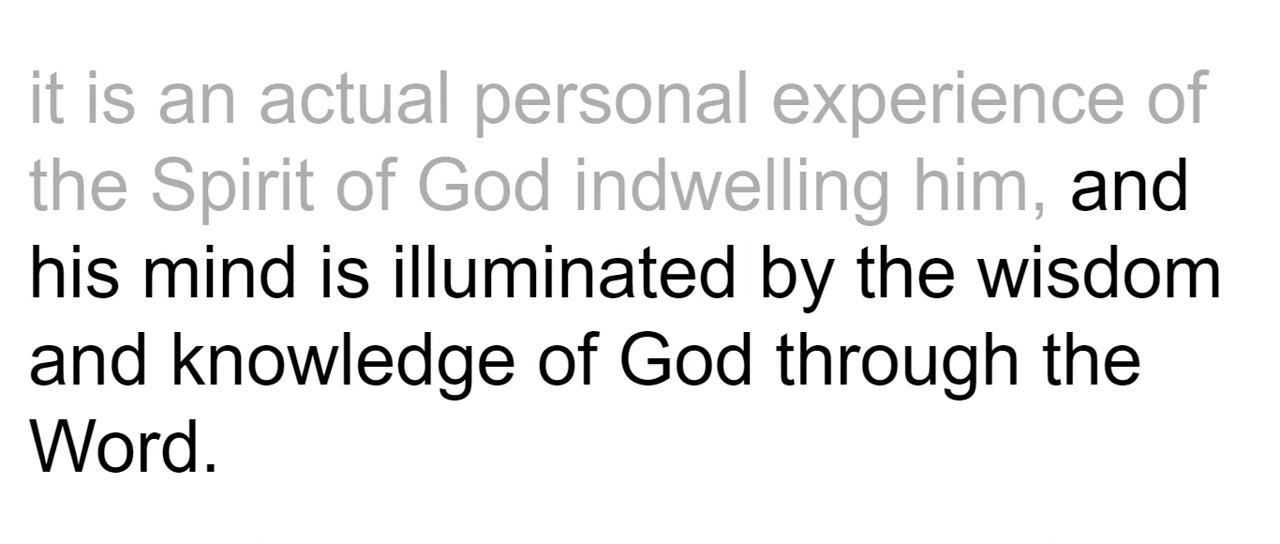 it is an actual personal experience of
the Spirit of God indwelling him, and
his mind is illuminated by the wisdom
and knowledge of God through the
Word.